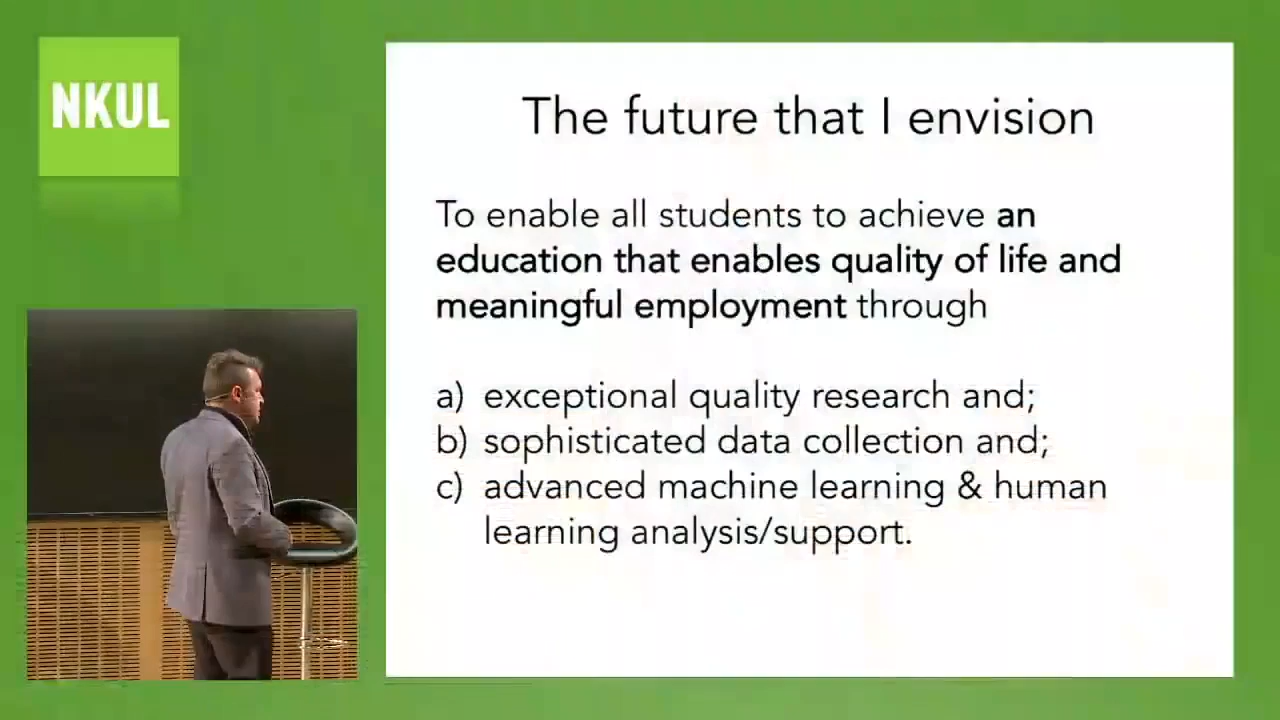 NKUL
The future that I envision
To enable all students to achieve an
education that enables quality of life and
meaningful employment through
a) exceptional quality research and;
b) sophisticated data collection and;
c) advanced machine learning & human
learning analysis/support.